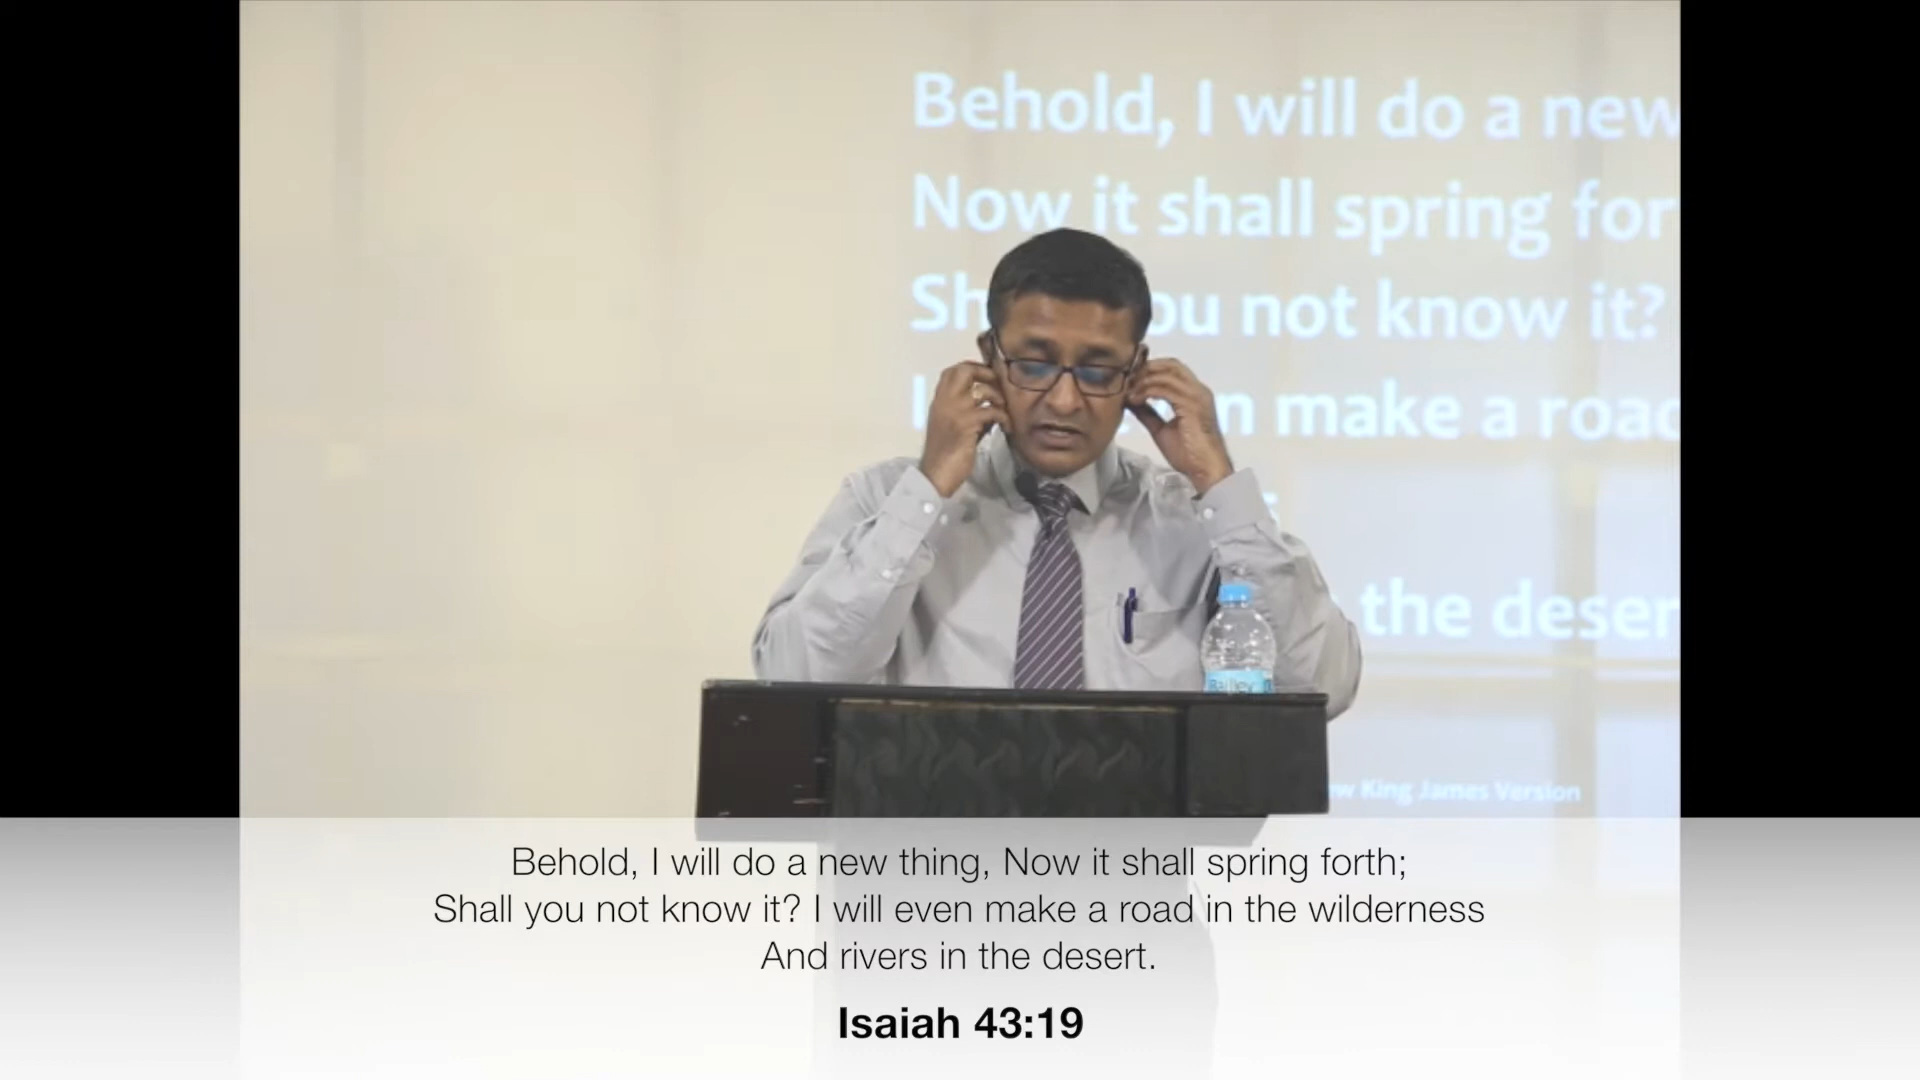 Behold, I will do a new
Now it shall spring for
Sh ou not know it?
I n make a road
the deser
Bailley
ew King James Version
Behold, I will do a new thing, Now it shall spring forth;
Shall you not know it? I will even make a road in the wilderness
And rivers in the desert.
Isaiah 43:19